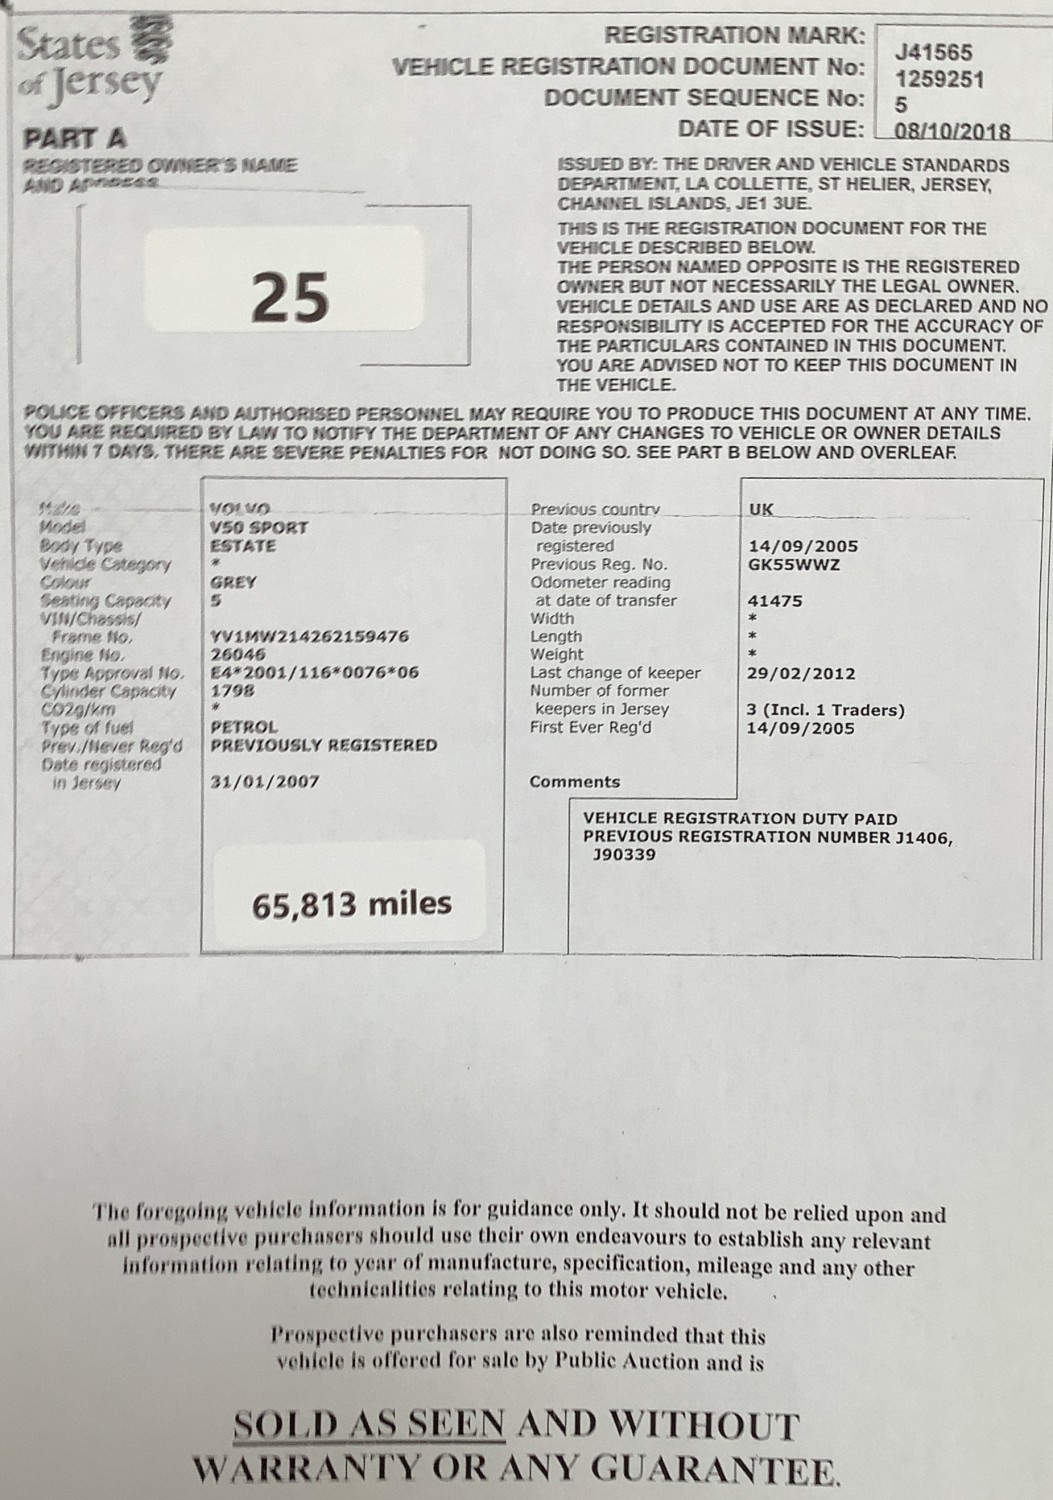 States
of Jersey
REGISTRATION MARK: J41565
VEHICLE REGISTRATION DOCUMENT No: 1259251
DOCUMENT SEQUENCE No: 5
DATE OF ISSUE: 08/10/2018
PART A
REGISTERED OWNER'S NAME
AND ADDRESS
25
ISSUED BY: THE DRIVER AND VEHICLE STANDARDS
DEPARTMENT, LA COLLETTE, ST HELIER, JERSEY,
CHANNEL ISLANDS, JE1 3UE.
THIS IS THE REGISTRATION DOCUMENT FOR THE
VEHICLE DESCRIBED BELOW.
THE PERSON NAMED OPPOSITE IS THE REGISTERED
OWNER BUT NOT NECESSARILY THE LEGAL OWNER.
VEHICLE DETAILS AND USE ARE AS DECLARED AND NO
RESPONSIBILITY IS ACCEPTED FOR THE ACCURACY OF
THE PARTICULARS CONTAINED IN THIS DOCUMENT.
YOU ARE ADVISED NOT TO KEEP THIS DOCUMENT IN
THE VEHICLE.
POLICE OFFICERS AND AUTHORISED PERSONNEL MAY REQUIRE YOU TO PRODUCE THIS DOCUMENT AT ANY TIME.
YOU ARE REQUIRED BY LAW TO NOTIFY THE DEPARTMENT OF ANY CHANGES TO VEHICLE OR OWNER DETAILS
WITHIN 7 DAYS. THERE ARE SEVERE PENALTIES FOR NOT DOING SO. SEE PART B BELOW AND OVERLEAF.
Make VOLVO
Model V50 SPORT
Body Type ESTATE
Vehicle Category *
Colour GREY
Seating Capacity 5
VIN/Chassis/
Frame No. YV1MW214262159476
Engine No. 26046
Type Approval No. E4*2001/116*0076*06
Cylinder Capacity 1798
CO2g/km *
Type of fuel PETROL
Prev./Never Reg'd PREVIOUSLY REGISTERED
Date registered
in Jersey 31/01/2007
65,813 miles
Previous country UK
Date previously
registered 14/09/2005
Previous Reg. No. GK55WWZ
Odometer reading
at date of transfer 41475
Width *
Length *
Weight *
Last change of keeper 29/02/2012
Number of former
keepers in Jersey 3 (Incl. 1 Traders)
First Ever Reg'd 14/09/2005
Comments
VEHICLE REGISTRATION DUTY PAID
PREVIOUS REGISTRATION NUMBER J1406,
J90339
The foregoing vehicle information is for guidance only. It should not be relied upon and
all prospective purchasers should use their own endeavours to establish any relevant
information relating to year of manufacture, specification, mileage and any other
technicalities relating to this motor vehicle.
Prospective purchasers are also reminded that this
vehicle is offered for sale by Public Auction and is
SOLD AS SEEN AND WITHOUT
WARRANTY OR ANY GUARANTEE.